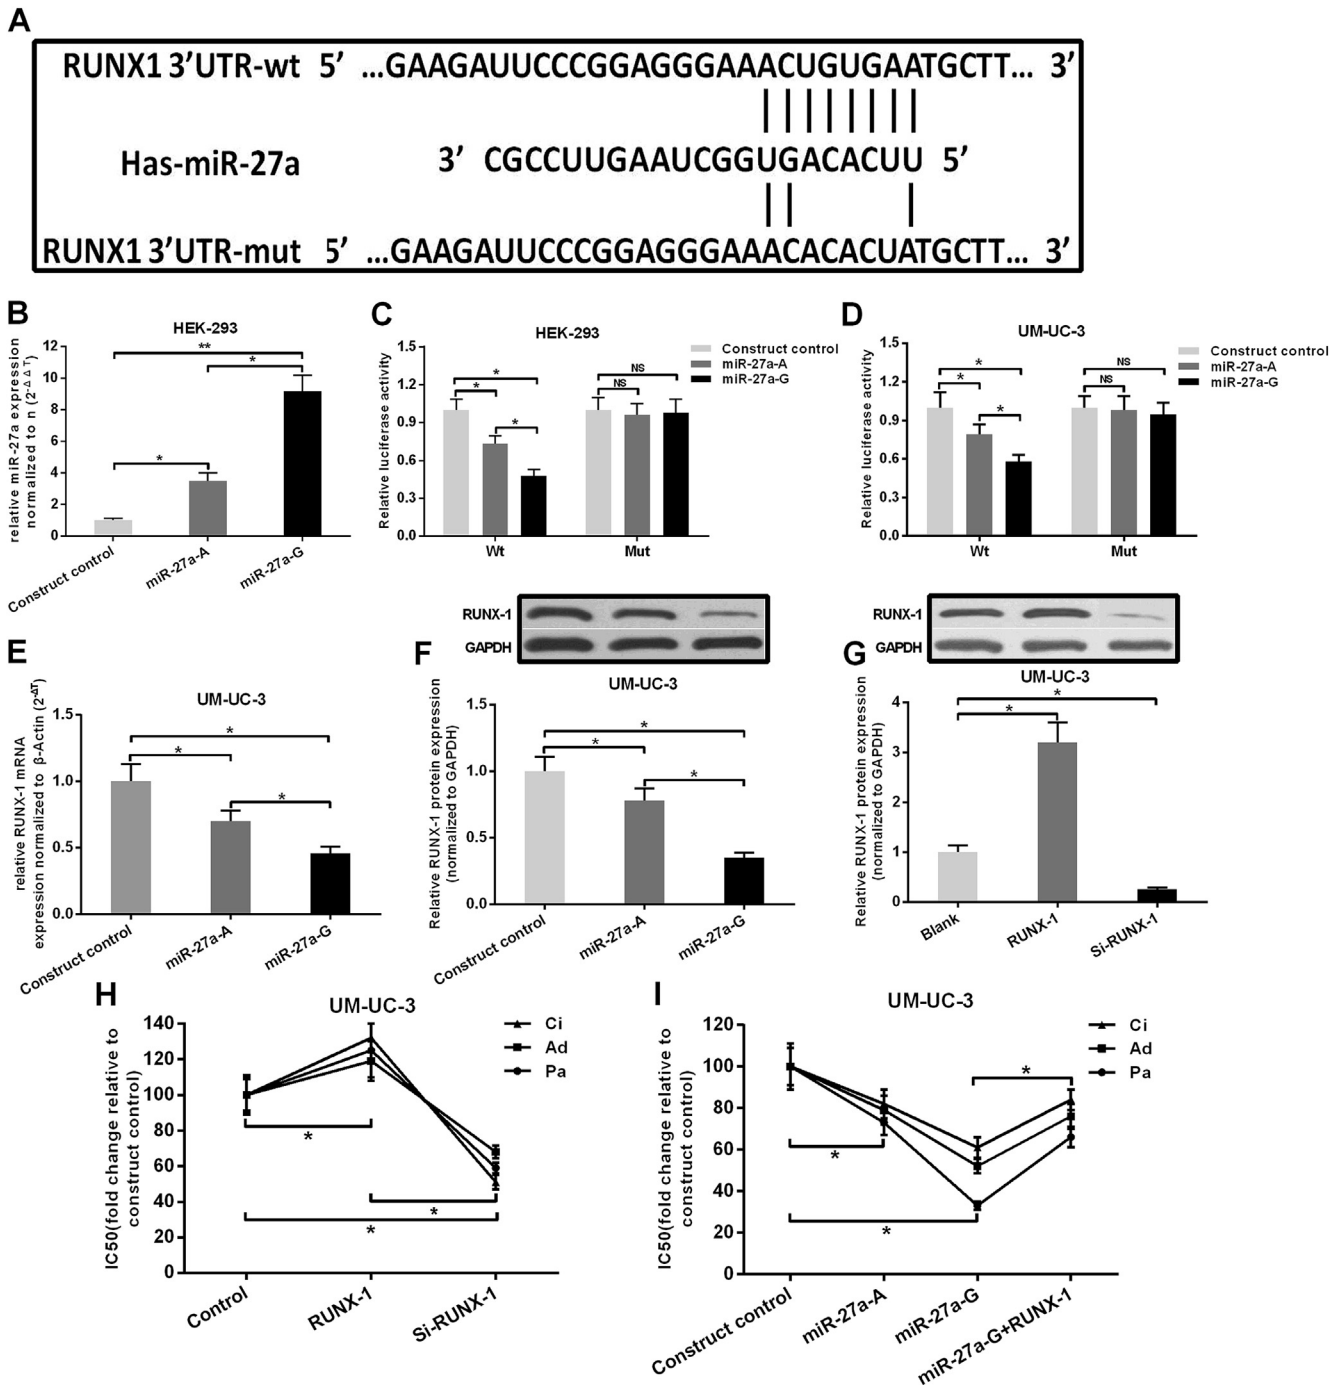 A
RUNX1 3’UTR-wt 5’ ...GAAGAUUCCCGGAGGGAAACUGUGAATGCTT... 3’
Has-miR-27a 3’ CGCCUUGAAUCGGUGACACUU 5’
RUNX1 3’UTR-mut 5’ ...GAAGAUUCCCGGAGGGAAACACACUATGCTT... 3’
B
HEK-293
relative miR-27a expression
normalized to n (2-ΔΔT)
12
10
8
6
4
2
0
**
*
*
Construct control
miR-27a-A
miR-27a-G
C
HEK-293
Relative luciferase activity
1.5
1.2
0.9
0.6
0.3
0.0
*
*
*
NS
NS
Wt
Mut
Construct control
miR-27a-A
miR-27a-G
D
UM-UC-3
Relative luciferase activity
1.5
1.2
0.9
0.6
0.3
0.0
*
*
*
NS
NS
Wt
Mut
Construct control
miR-27a-A
miR-27a-G
E
UM-UC-3
relative RUNX-1 mRNA
expression normalized to β-Actin (2-ΔT)
1.5
1.0
0.5
0.0
*
*
*
Construct control
miR-27a-A
miR-27a-G
RUNX-1
GAPDH
F
UM-UC-3
Relative RUNX-1 protein expression
(normalized to GAPDH)
1.5
1.0
0.5
0.0
*
*
*
Construct control
miR-27a-A
miR-27a-G
RUNX-1
GAPDH
G
UM-UC-3
Relative RUNX-1 protein expression
(normalized to GAPDH)
4
3
2
1
0
*
*
Blank
RUNX-1
Si-RUNX-1
H
UM-UC-3
IC50(fold change relative to
construct control)
140
120
100
80
60
40
20
0
*
*
*
Control
RUNX-1
Si-RUNX-1
Ci
Ad
Pa
I
UM-UC-3
IC50(fold change relative to
construct control)
120
100
80
60
40
20
0
*
*
*
Construct control
miR-27a-A
miR-27a-G
miR-27a-G+RUNX-1
Ci
Ad
Pa